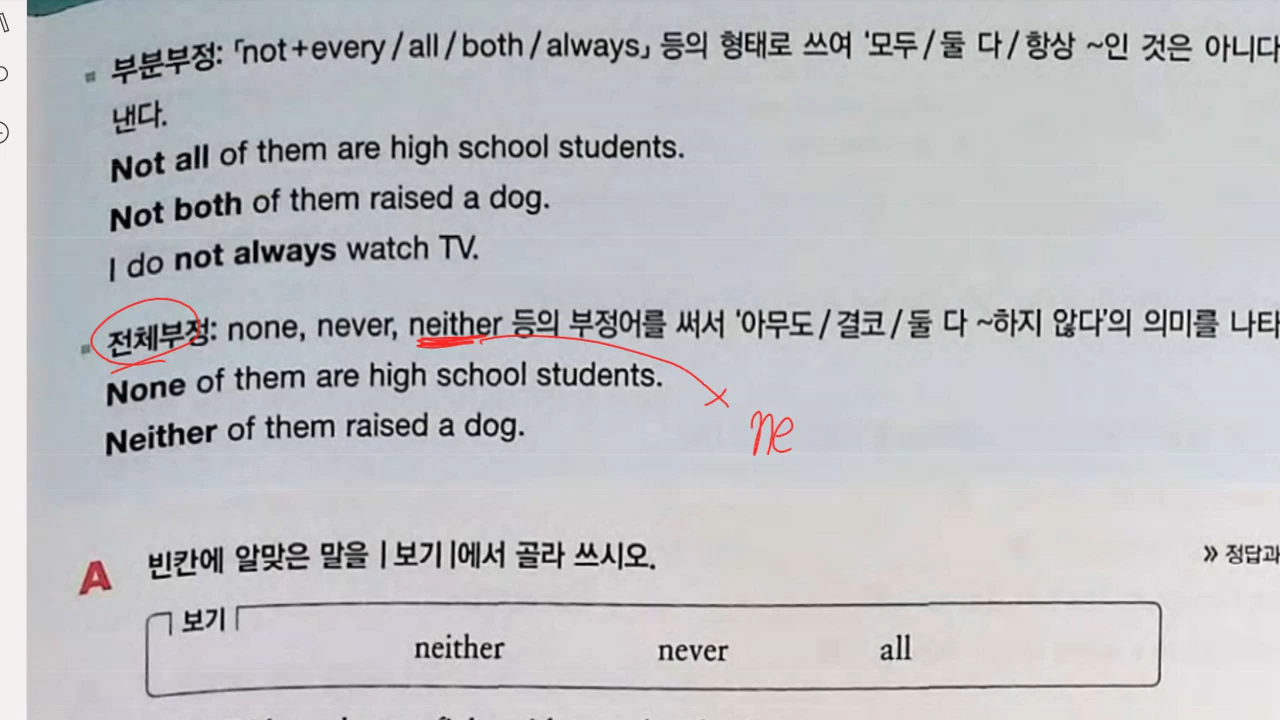 부분부정: 「not+every/all/both/always」 등의 형태로 쓰여 '모두/둘 다/항상 ~인 것은 아니다
낸다.
Not all of them are high school students.
Not both of them raised a dog.
I do not always watch TV.
전체부정: none, never, neither 등의 부정어를 써서 '아무도/결코/둘 다 ~하지 않다'의 의미를 나타
None of them are high school students.
Neither of them raised a dog.
ne
A 빈칸에 알맞은 말을 |보기|에서 골라 쓰시오.
» 정답과
보기
neither never all